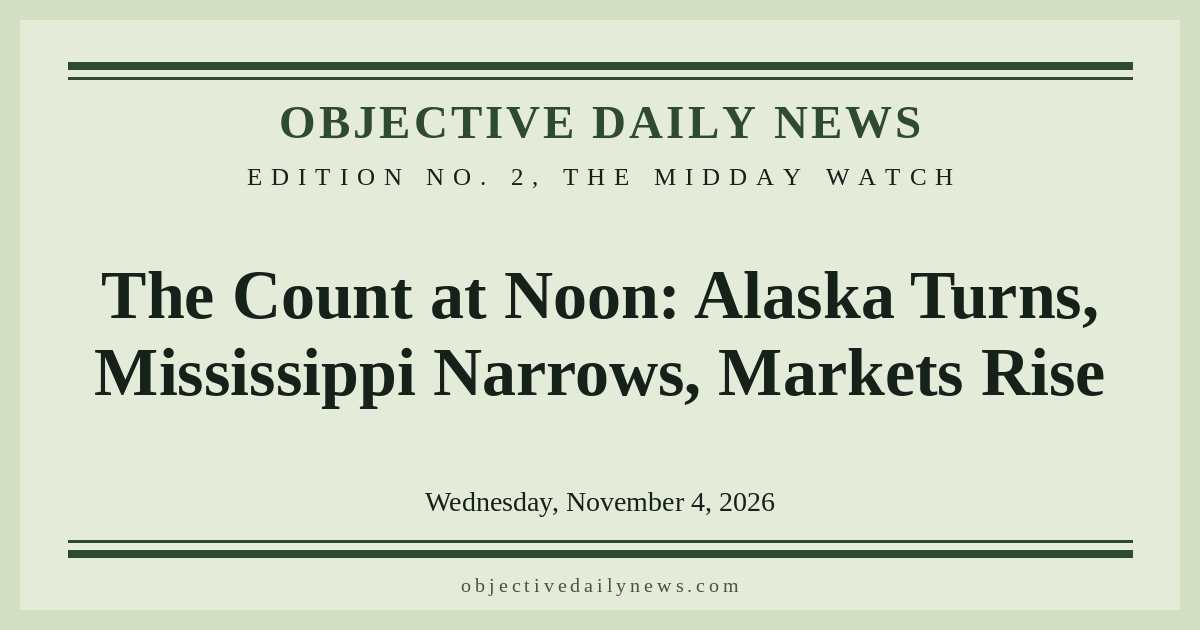 OBJECTIVE DAILY NEWS
EDITION NO. 2, THE MIDDAY WATCH
The Count at Noon: Alaska Turns,
Mississippi Narrows, Markets Rise
Wednesday, November 4, 2026
objectivedailynews.com